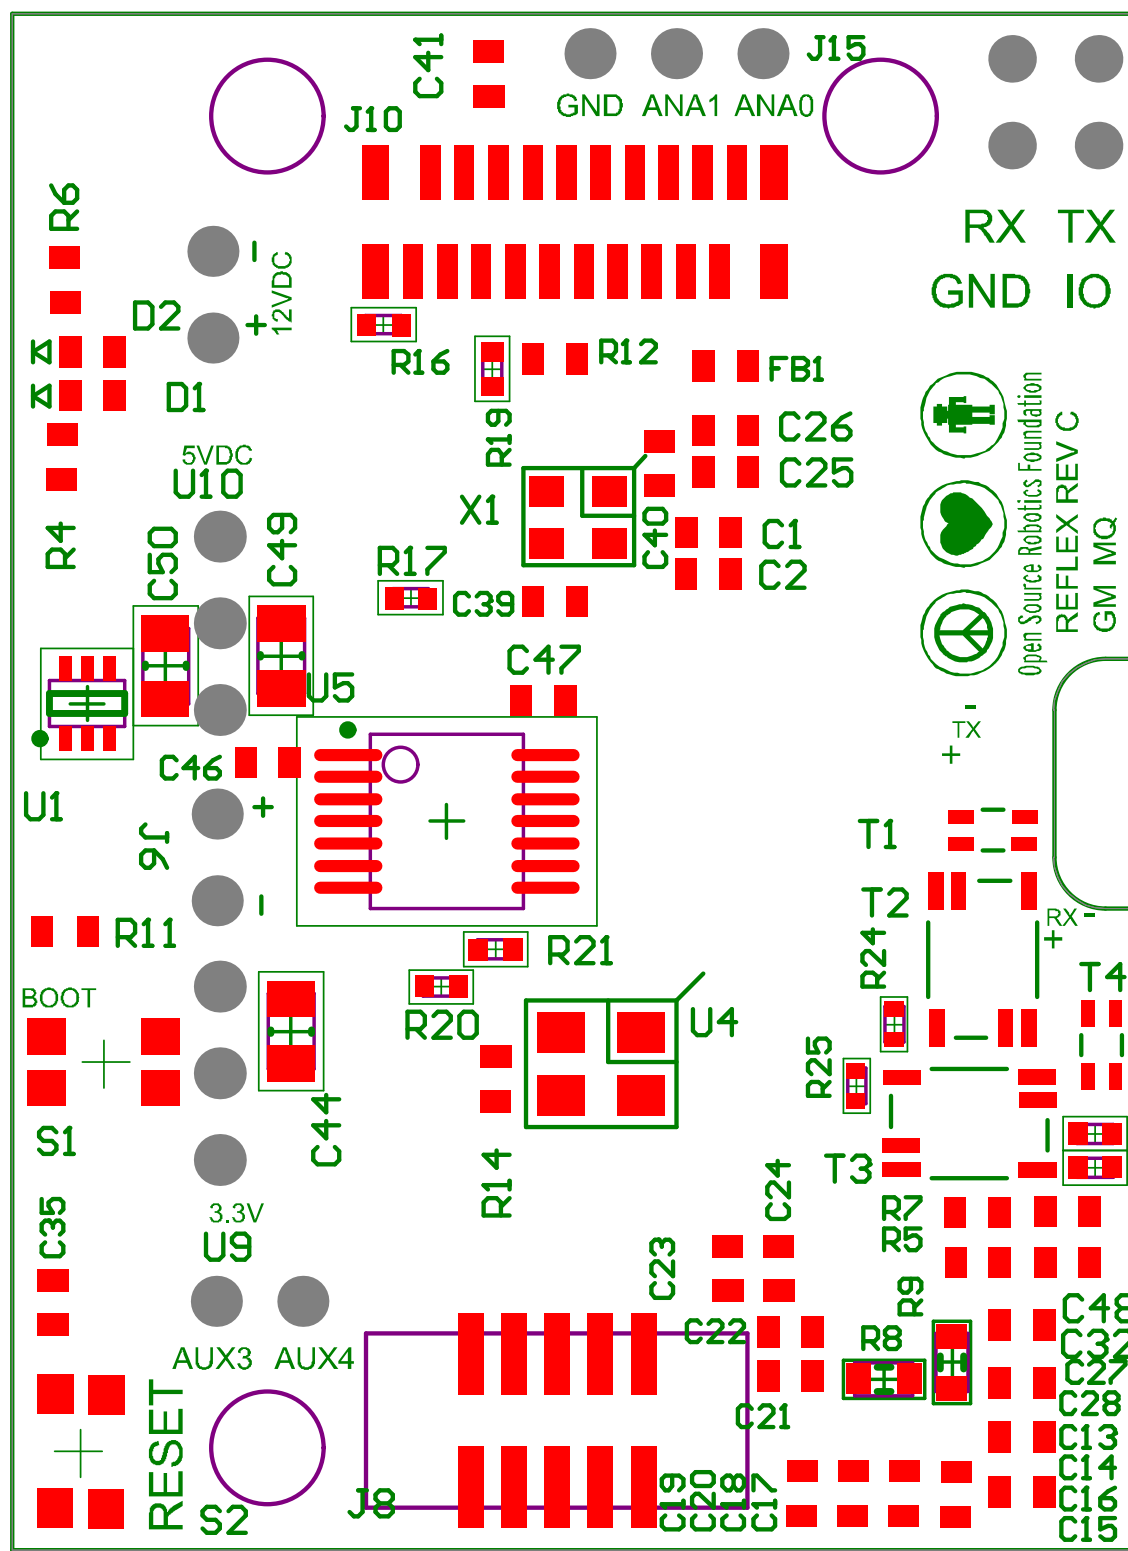 C41
J15
GND ANA1 ANA0
J10
R6
RX TX
GND IO
-
12VDC
+
D2
R16
R12
FB1
D1
R19
C26
C25
5VDC
U10
X1
C40
C1
C2
R4
C50
C49
R17
C39
Open Source Robotics Foundation
REFLEX REV C
GM MQ
C47
U5
-
TX
+
C46
U1
+
J6
T1
-
T2
RX -
+
R11
R21
R24
T4
BOOT
R20
U4
R25
S1
C44
R14
T3
C24
C35
3.3V
U9
R7
R5
C23
R9
C48
C22
R8
C32
AUX3 AUX4
C27
C28
C21
C13
RESET
C14
S2
J8
C19
C20
C18
C17
C16
C15